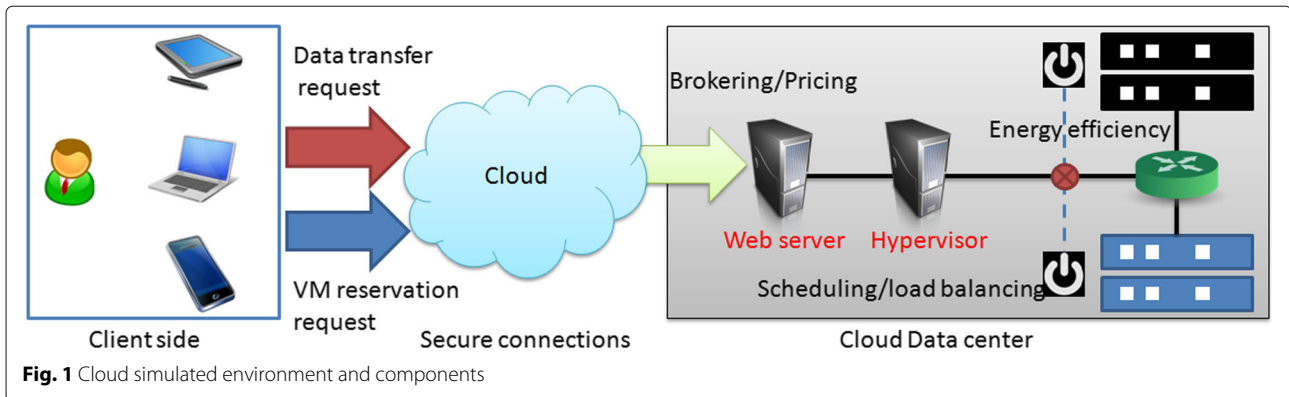 Data transfer
request
VM reservation
request
Client side
Cloud
Secure connections
Brokering/Pricing
Energy efficiency
Web server
Hypervisor
Scheduling/load balancing
Cloud Data center
Fig. 1 Cloud simulated environment and components